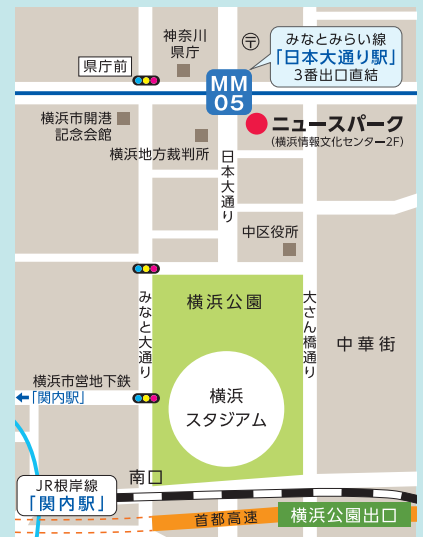 神奈川
県庁
〒
みなとみらい線
「日本大通り駅」
3番出口直結
県庁前
MM
05
横浜市開港
記念会館
ニュースパーク
(横浜情報文化センター2F)
横浜地方裁判所
日本大通り
中区役所
みなと大通り
横浜公園
大さん橋通り
中華街
横浜市営地下鉄
「関内駅」
横浜
スタジアム
南口
JR根岸線
「関内駅」
首都高速
横浜公園出口